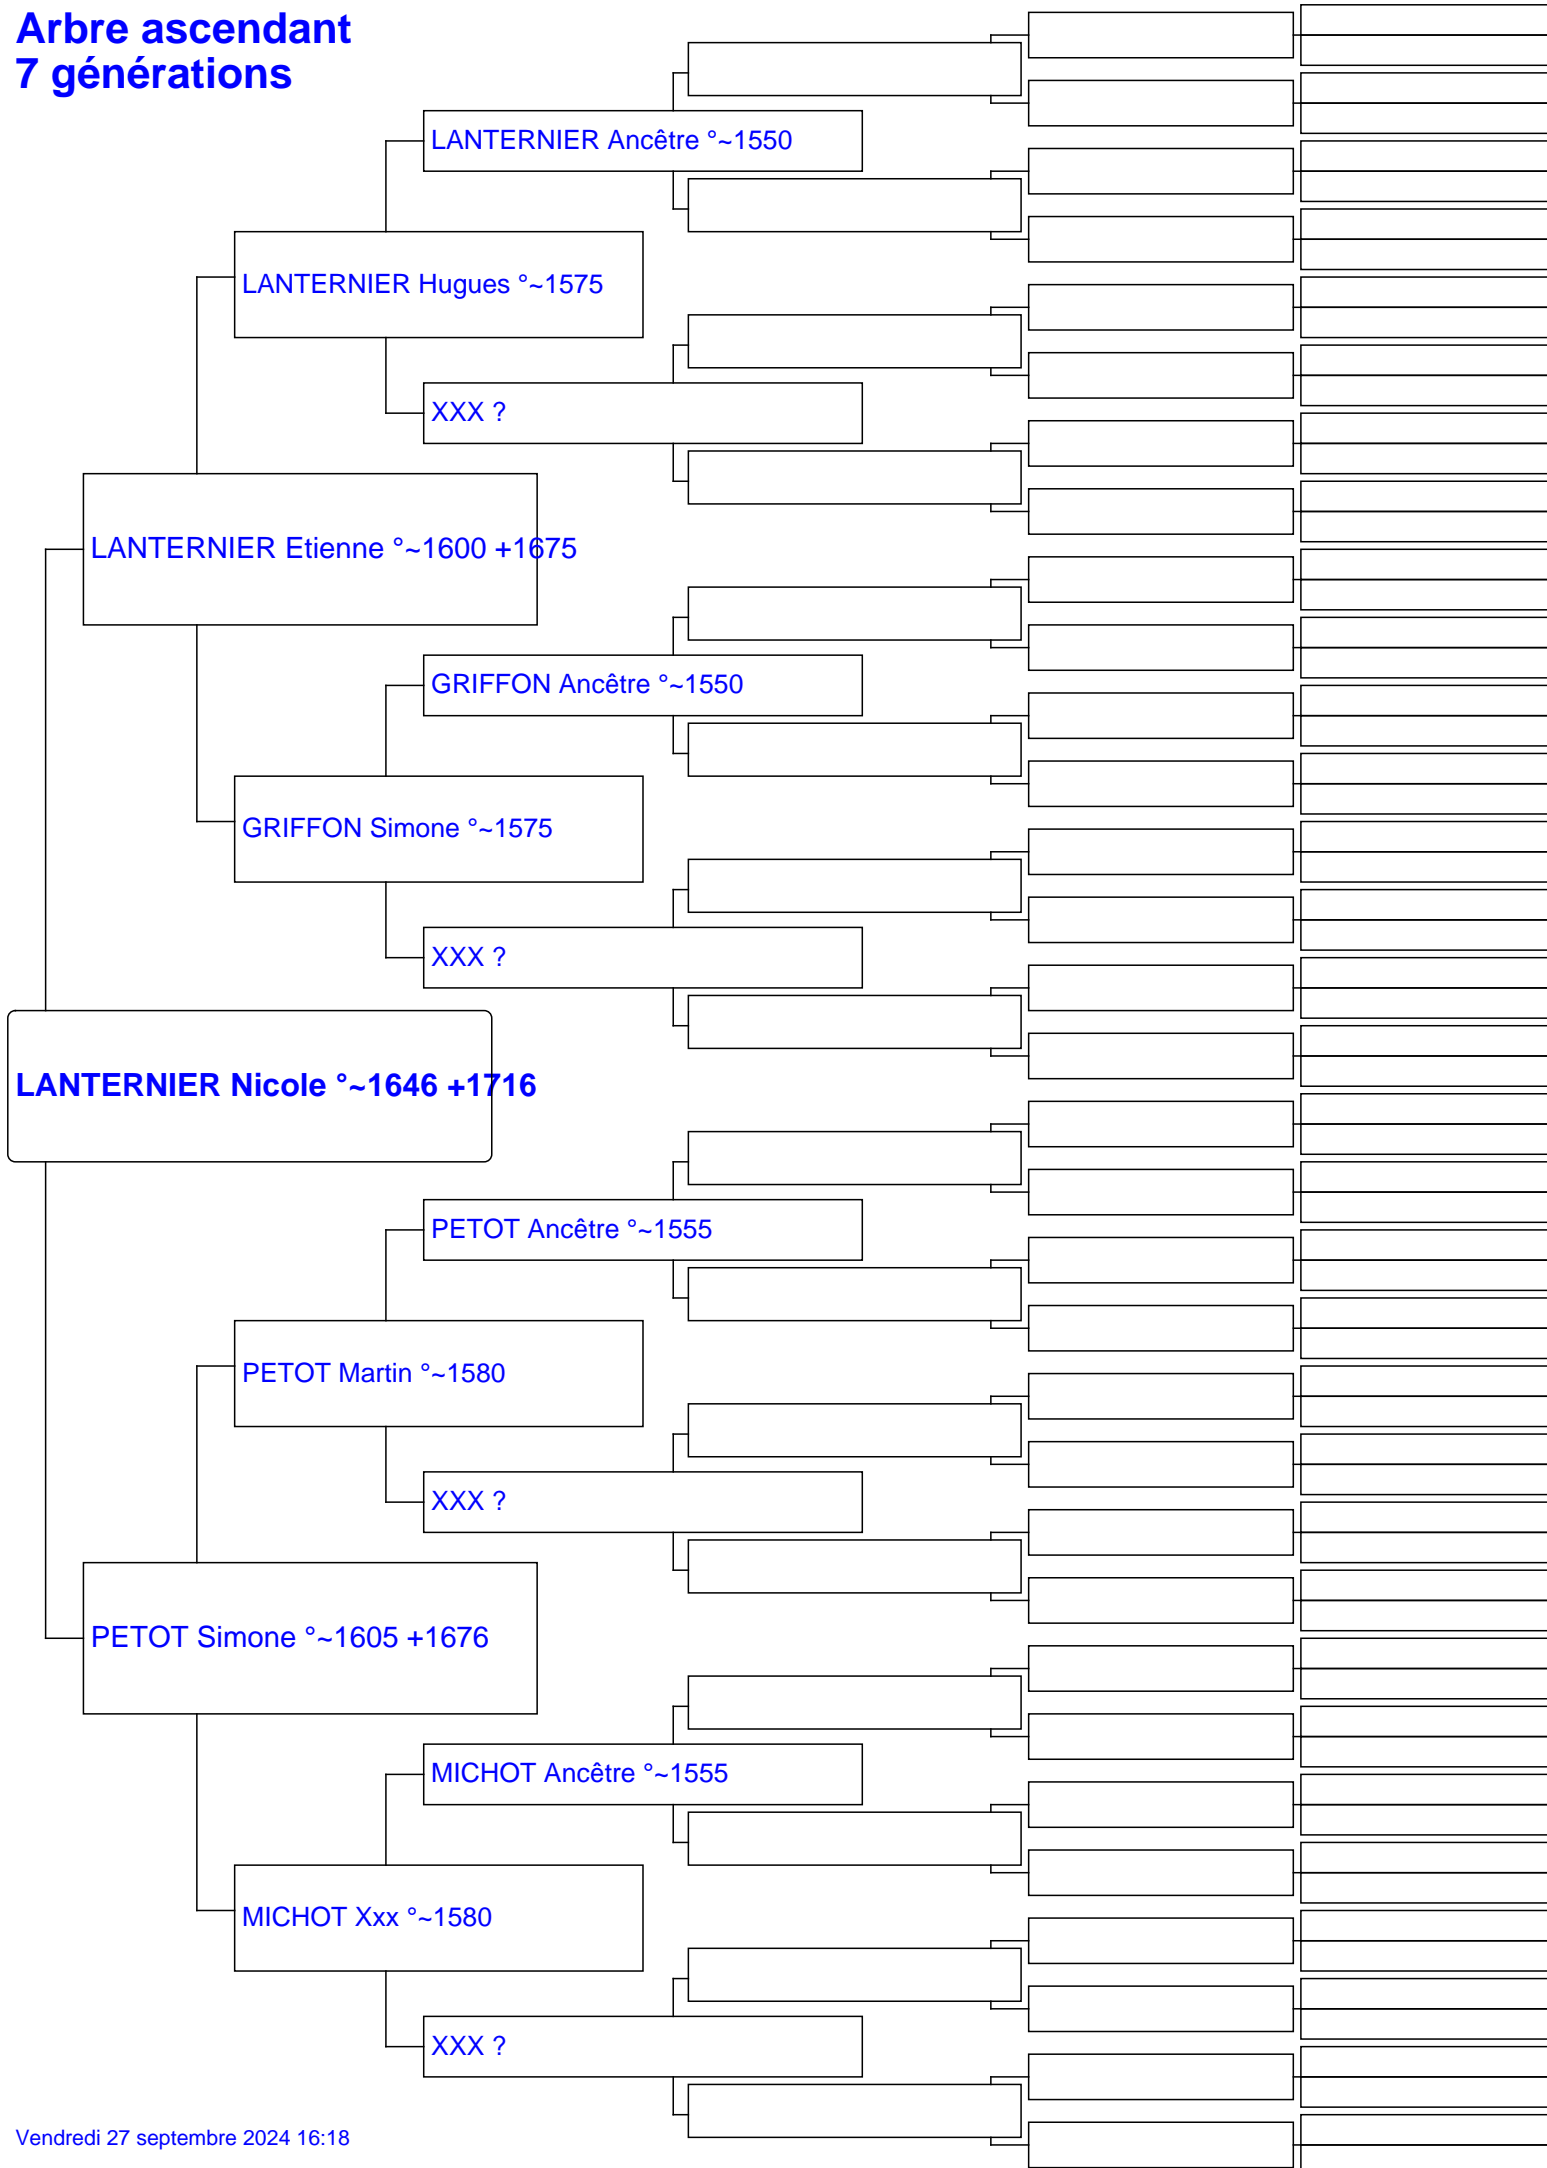 Arbre ascendant
7 générations
LANTERNIER Ancêtre °~1550
LANTERNIER Hugues °~1575
XXX ?
LANTERNIER Etienne °~1600 +1675
GRIFFON Ancêtre °~1550
GRIFFON Simone °~1575
XXX ?
LANTERNIER Nicole °~1646 +1716
PETOT Ancêtre °~1555
PETOT Martin °~1580
XXX ?
PETOT Simone °~1605 +1676
MICHOT Ancêtre °~1555
MICHOT Xxx °~1580
XXX ?
Vendredi 27 septembre 2024 16:18